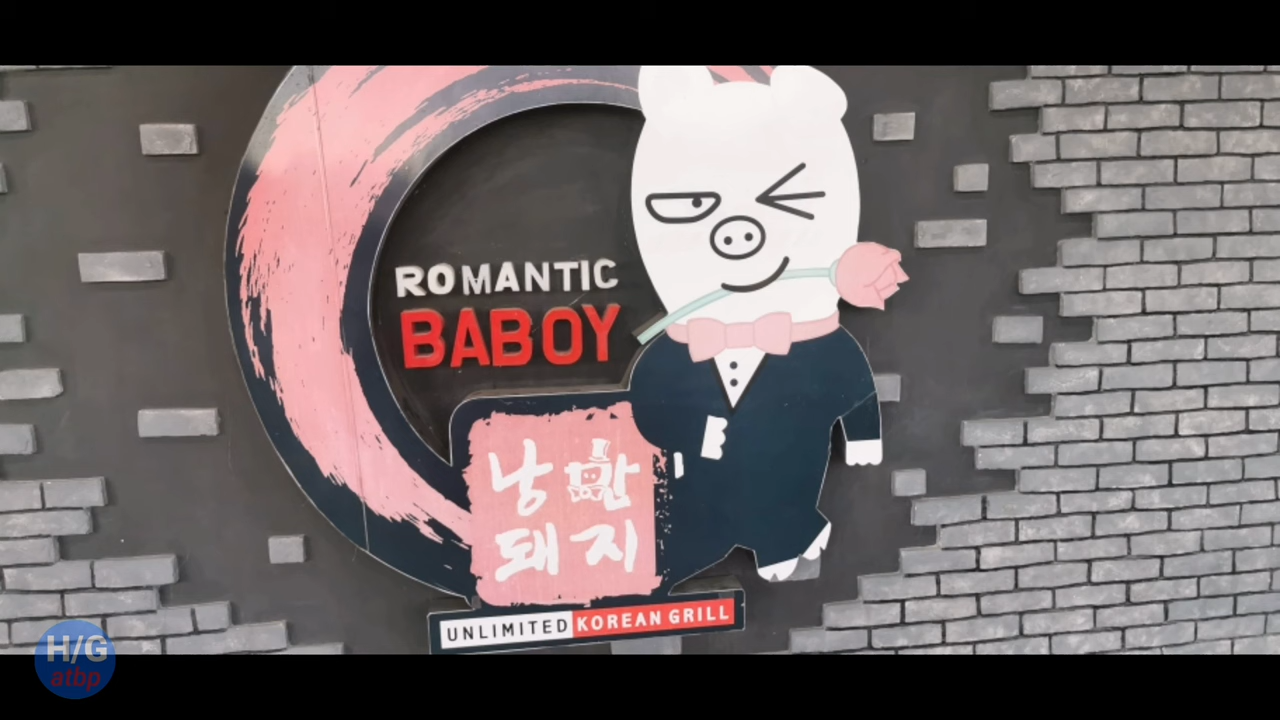 ROMANTIC
BABOY
낭만
돼지
UNLIMITED KOREAN GRILL
H/G
atbp